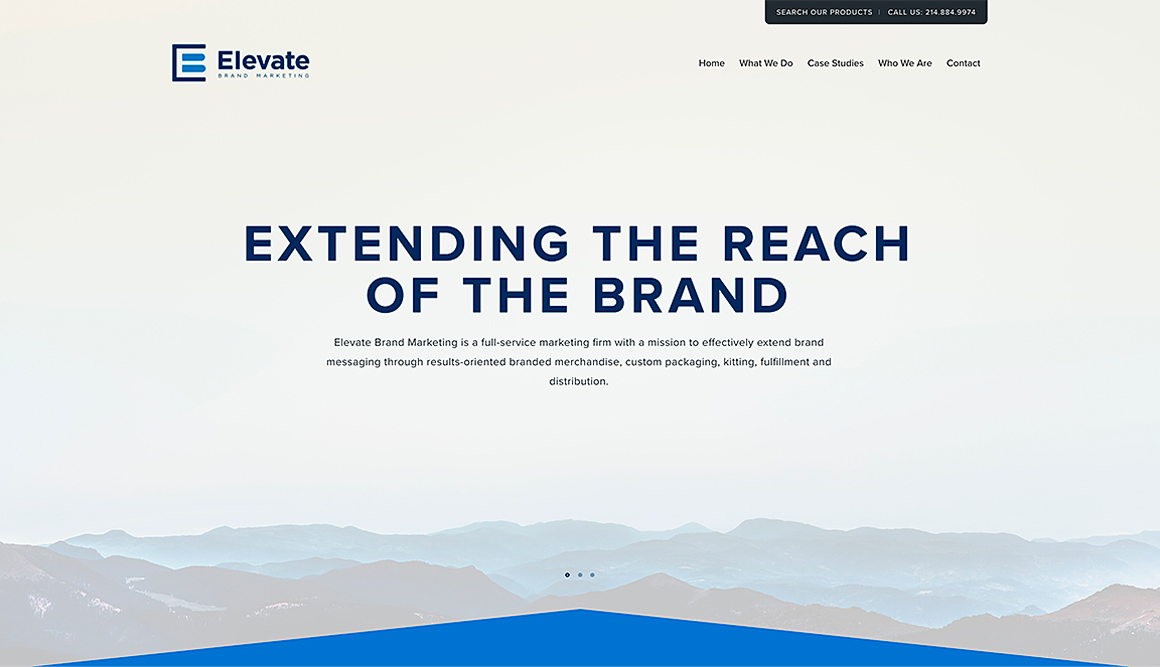 SEARCH OUR PRODUCTS | CALL US: 214.884.9974
Elevate
BRAND MARKETING
Home What We Do Case Studies Who We Are Contact
EXTENDING THE REACH
OF THE BRAND
Elevate Brand Marketing is a full-service marketing firm with a mission to effectively extend brand
messaging through results-oriented branded merchandise, custom packaging, kitting, fulfillment and
distribution.